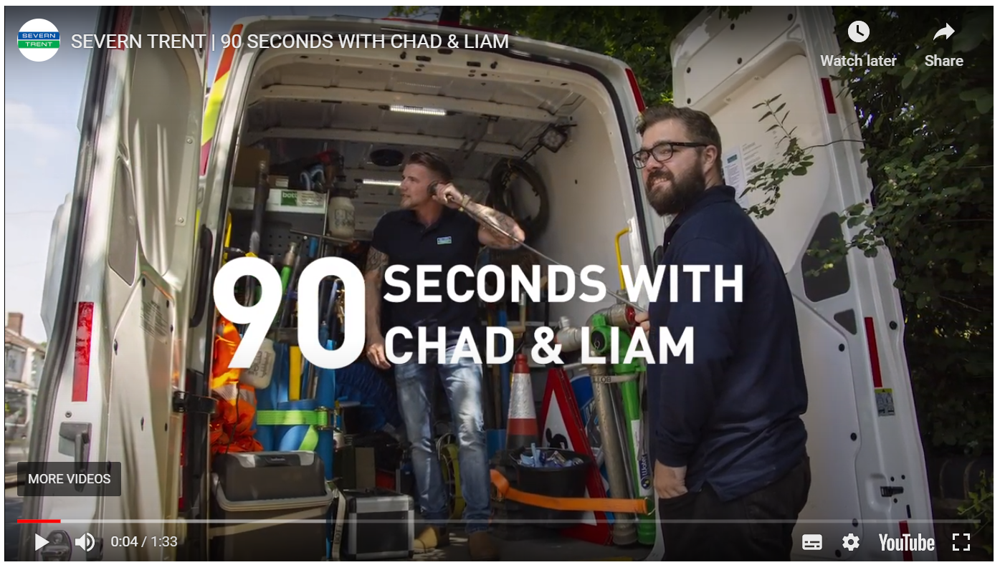 SEVERN
TRENT
SEVERN TRENT | 90 SECONDS WITH CHAD & LIAM
Watch later
Share
90 SECONDS WITH
CHAD & LIAM
MORE VIDEOS
0:04 / 1:33
YouTube